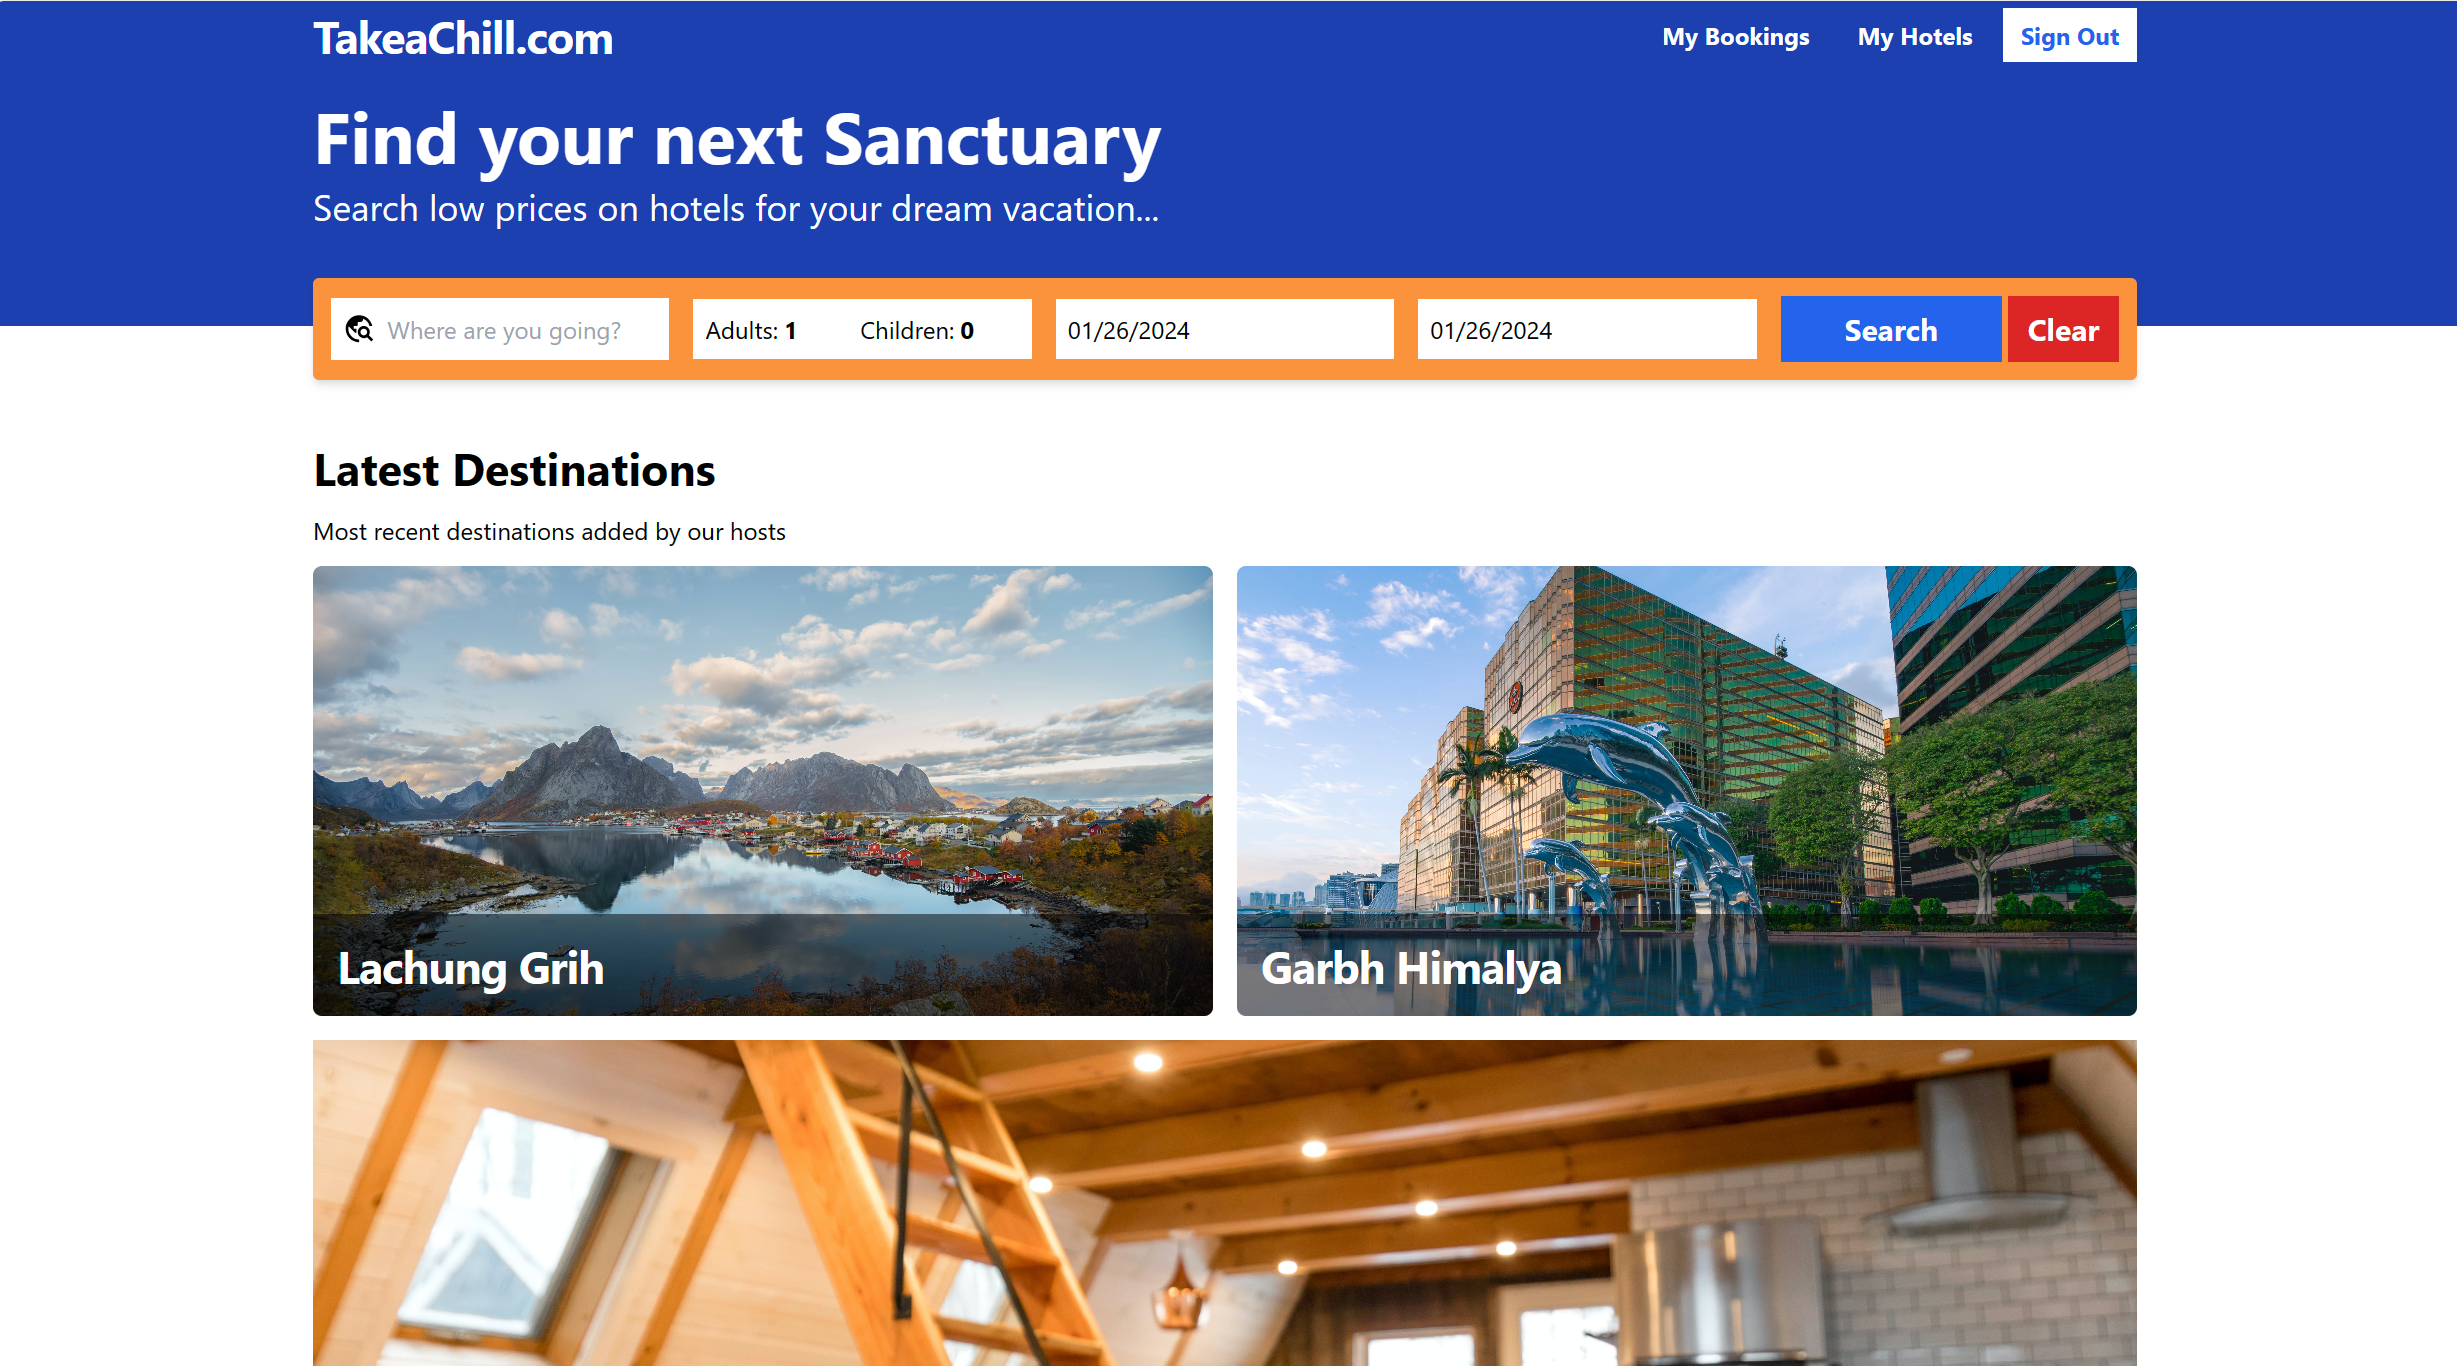 TakeaChill.com
My Bookings
My Hotels
Sign Out
Find your next Sanctuary
Search low prices on hotels for your dream vacation...
Where are you going?
Adults: 1
Children: 0
01/26/2024
01/26/2024
Search
Clear
Latest Destinations
Most recent destinations added by our hosts
Lachung Grih
Garbh Himalya